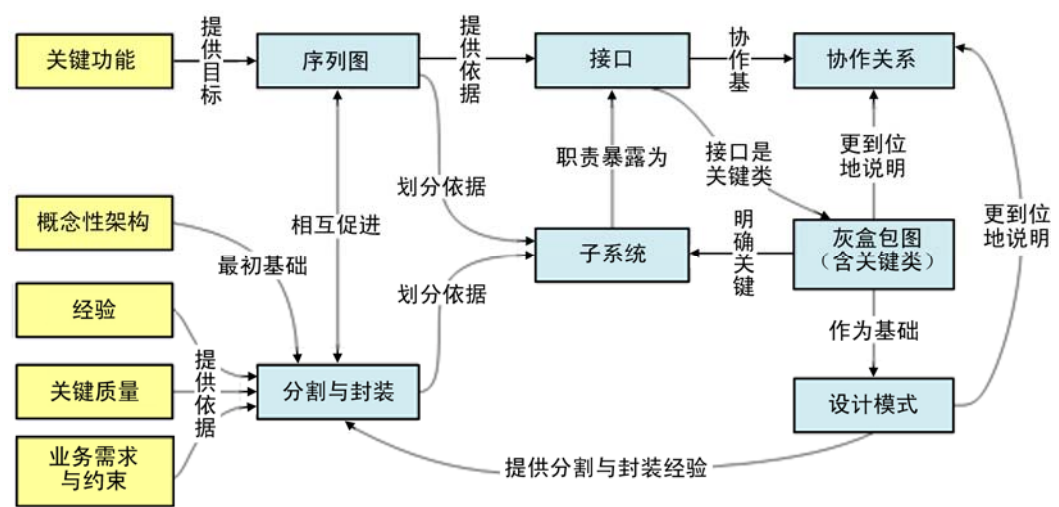 关键功能
提供目标
序列图
提供依据
接口
协作基
协作关系
划分依据
职责暴露为
接口是
关键类
更到位
地说明
更到位
地说明
概念性架构
相互促进
最初基础
子系统
明确关键
灰盒包图
（含关键类）
划分依据
经验
提供依据
作为基础
关键质量
分割与封装
设计模式
业务需求
与约束
提供分割与封装经验